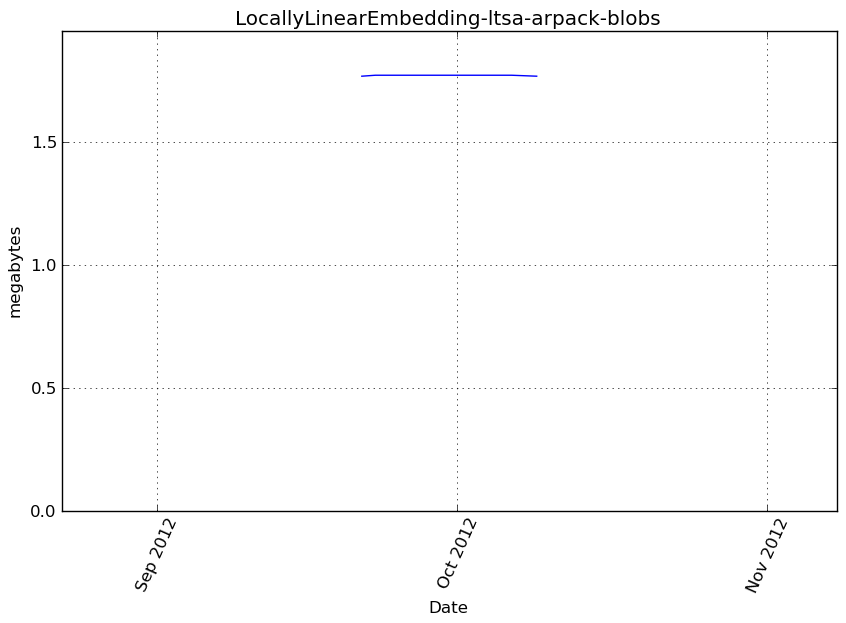 LocallyLinearEmbedding-ltsa-arpack-blobs
megabytes
1.5
1.0
0.5
0.0
Sep 2012
Oct 2012
Nov 2012
Date